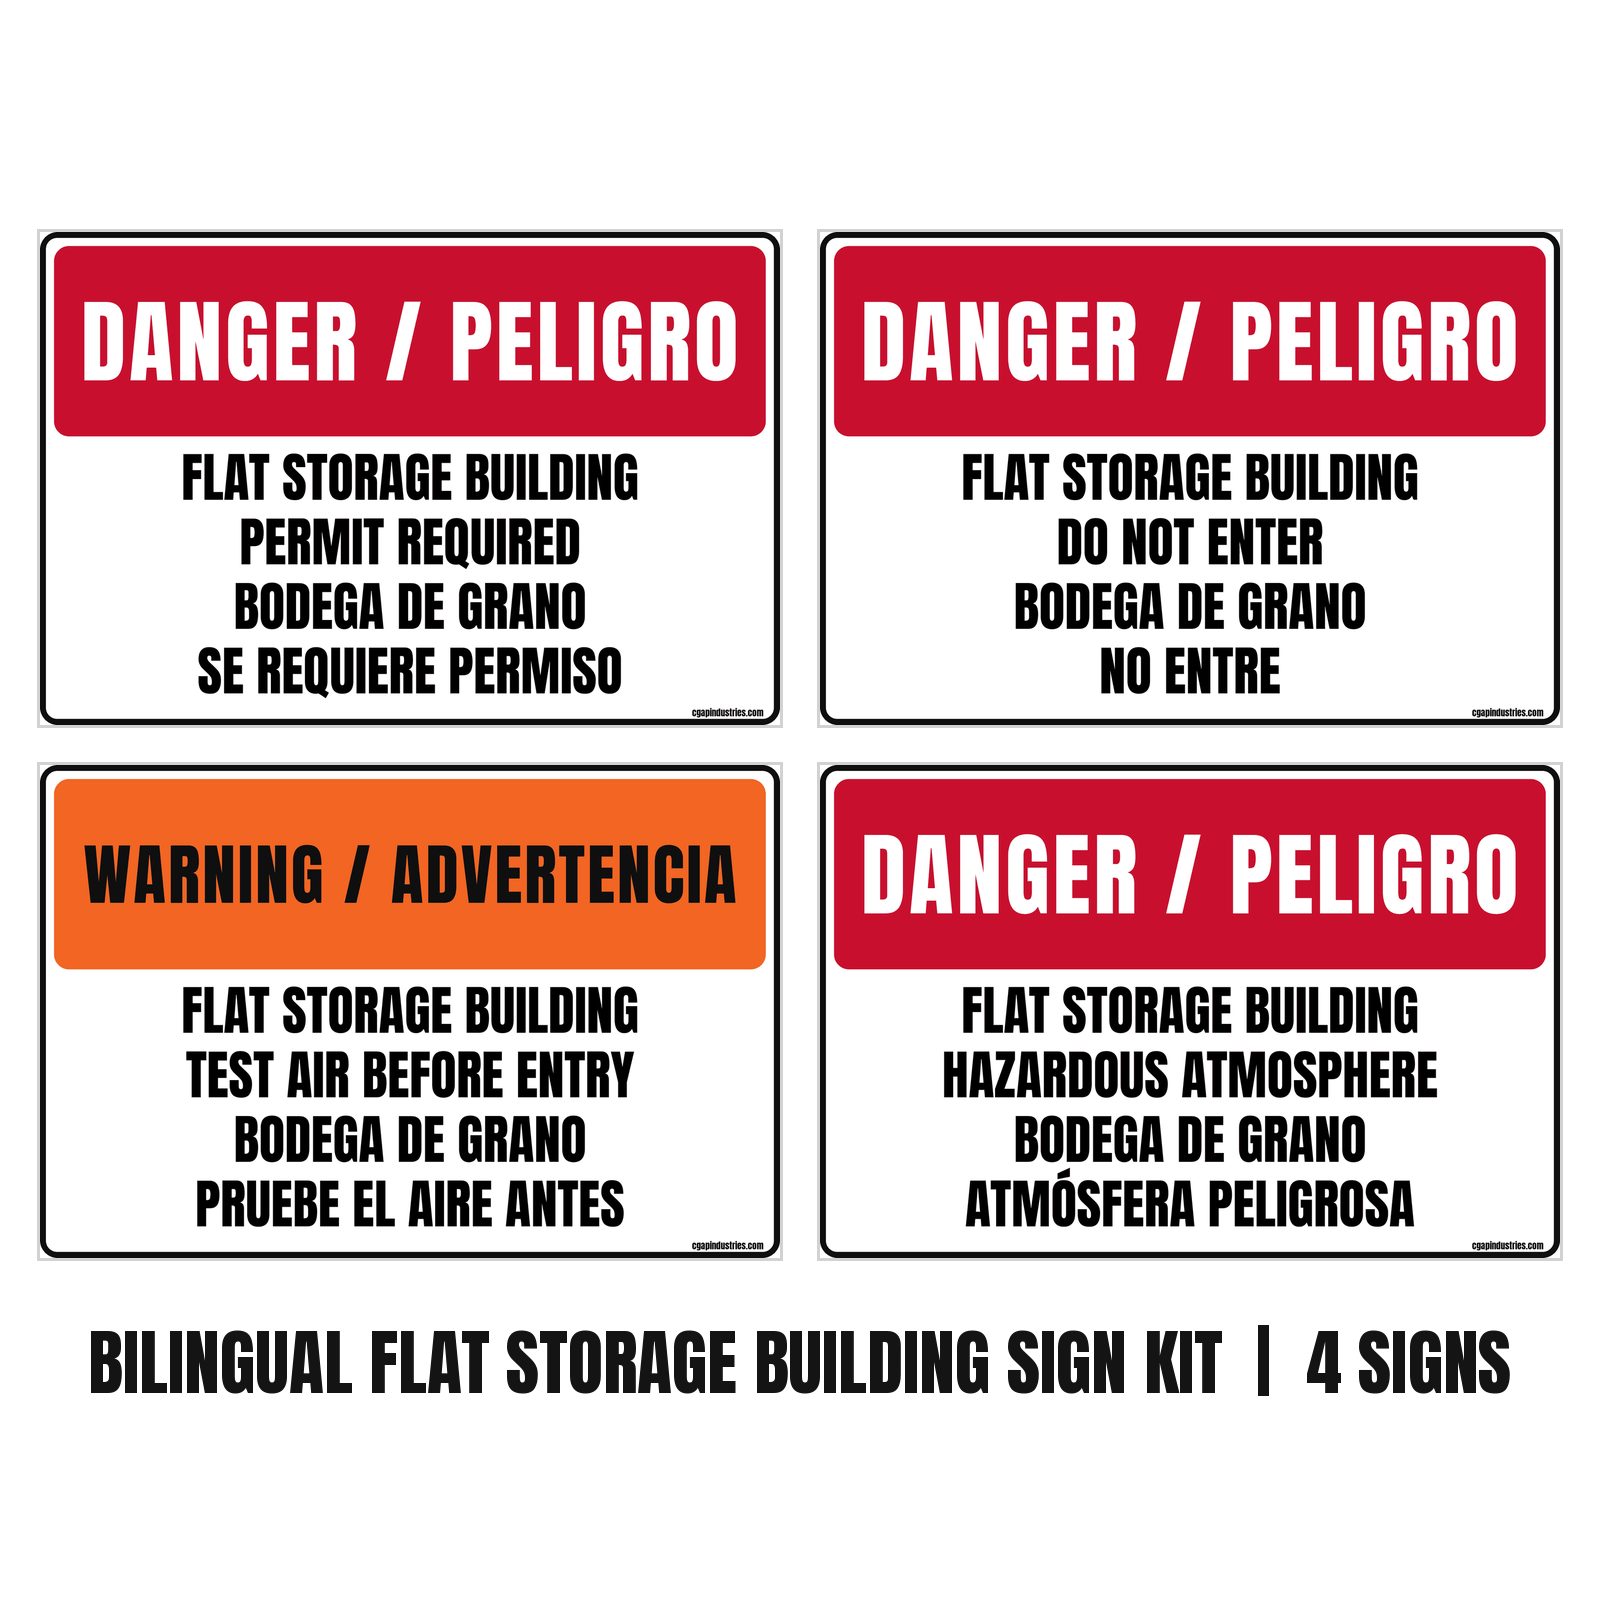 DANGER / PELIGRO
FLAT STORAGE BUILDING
PERMIT REQUIRED
BODEGA DE GRANO
SE REQUIERE PERMISO
cgapindustries.com
DANGER / PELIGRO
FLAT STORAGE BUILDING
DO NOT ENTER
BODEGA DE GRANO
NO ENTRE
cgapindustries.com
WARNING / ADVERTENCIA
FLAT STORAGE BUILDING
TEST AIR BEFORE ENTRY
BODEGA DE GRANO
PRUEBE EL AIRE ANTES
cgapindustries.com
DANGER / PELIGRO
FLAT STORAGE BUILDING
HAZARDOUS ATMOSPHERE
BODEGA DE GRANO
ATMÓSFERA PELIGROSA
cgapindustries.com
BILINGUAL FLAT STORAGE BUILDING SIGN KIT | 4 SIGNS